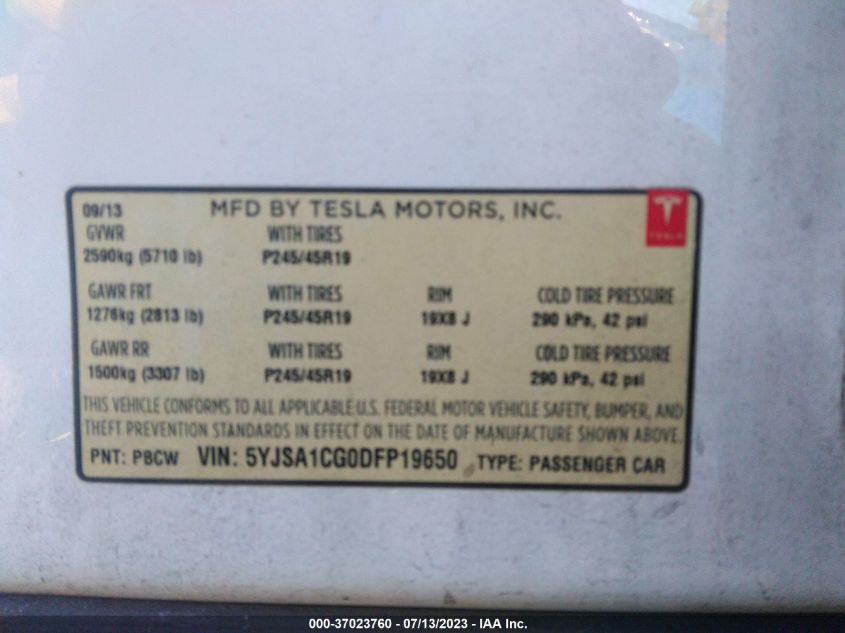 09/13 MFD BY TESLA MOTORS, INC.
TESLA
GVWR WITH TIRES
2590kg (5710 lb) P245/45R19
GAWR FRT WITH TIRES RIM COLD TIRE PRESSURE
1276kg (2813 lb) P245/45R19 19X8 J 290 kPa, 42 psi
GAWR RR WITH TIRES RIM COLD TIRE PRESSURE
1500kg (3307 lb) P245/45R19 19X8 J 290 kPa, 42 psi
THIS VEHICLE CONFORMS TO ALL APPLICABLE U.S. FEDERAL MOTOR VEHICLE SAFETY, BUMPER, AND
THEFT PREVENTION STANDARDS IN EFFECT ON THE DATE OF MANUFACTURE SHOWN ABOVE.
PNT: PBCW VIN: 5YJSA1CG0DFP19650 TYPE: PASSENGER CAR
000-37023760 - 07/13/2023 - IAA Inc.